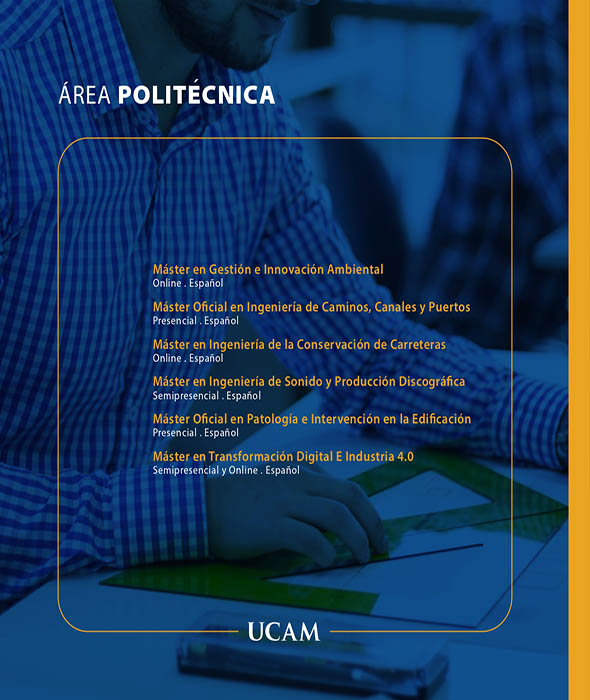 ÁREA POLITÉCNICA
Máster en Gestión e Innovación Ambiental
Online . Español
Máster Oficial en Ingeniería de Caminos, Canales y Puertos
Presencial . Español
Máster en Ingeniería de la Conservación de Carreteras
Online . Español
Máster en Ingeniería de Sonido y Producción Discográfica
Semipresencial . Español
Máster Oficial en Patología e Intervención en la Edificación
Presencial . Español
Máster en Transformación Digital E Industria 4.0
Semipresencial y Online . Español
UCAM